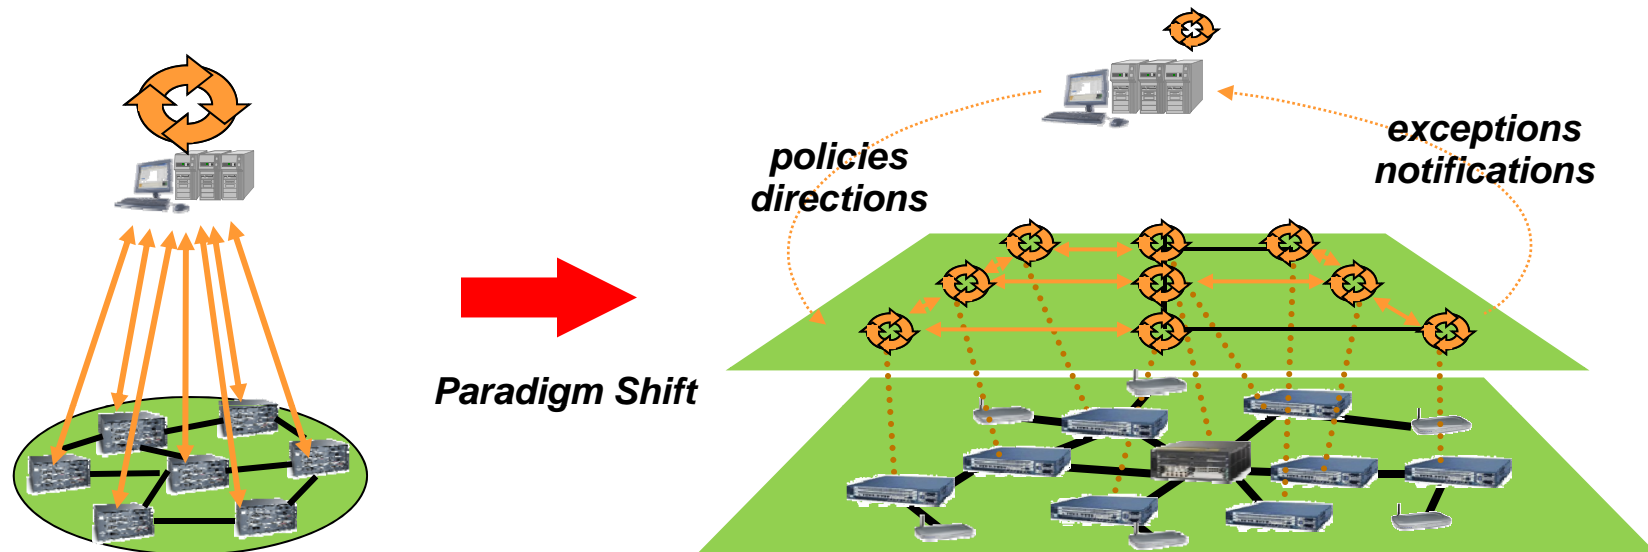 policies
directions
exceptions
notifications
Paradigm Shift